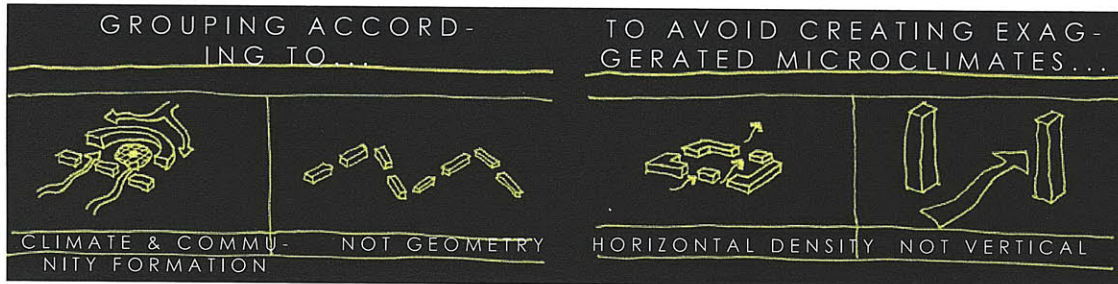 GROUPING ACCORD-
ING TO...
CLIMATE & COMMU-
NITY FORMATION
NOT GEOMETRY
TO AVOID CREATING EXAG-
GERATED MICROCLIMATES...
HORIZONTAL DENSITY
NOT VERTICAL